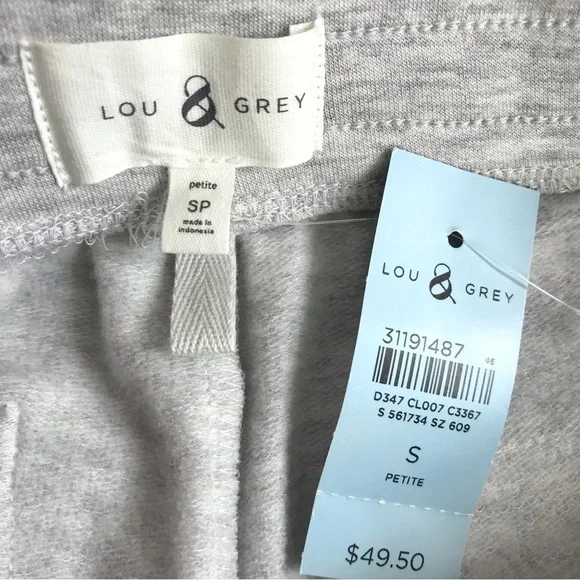 LOU & GREY
petite
SP
made in
indonesia
LOU & GREY
31191487
46
D347 CL007 C3367
S 561734 SZ 609
S
PETITE
$49.50